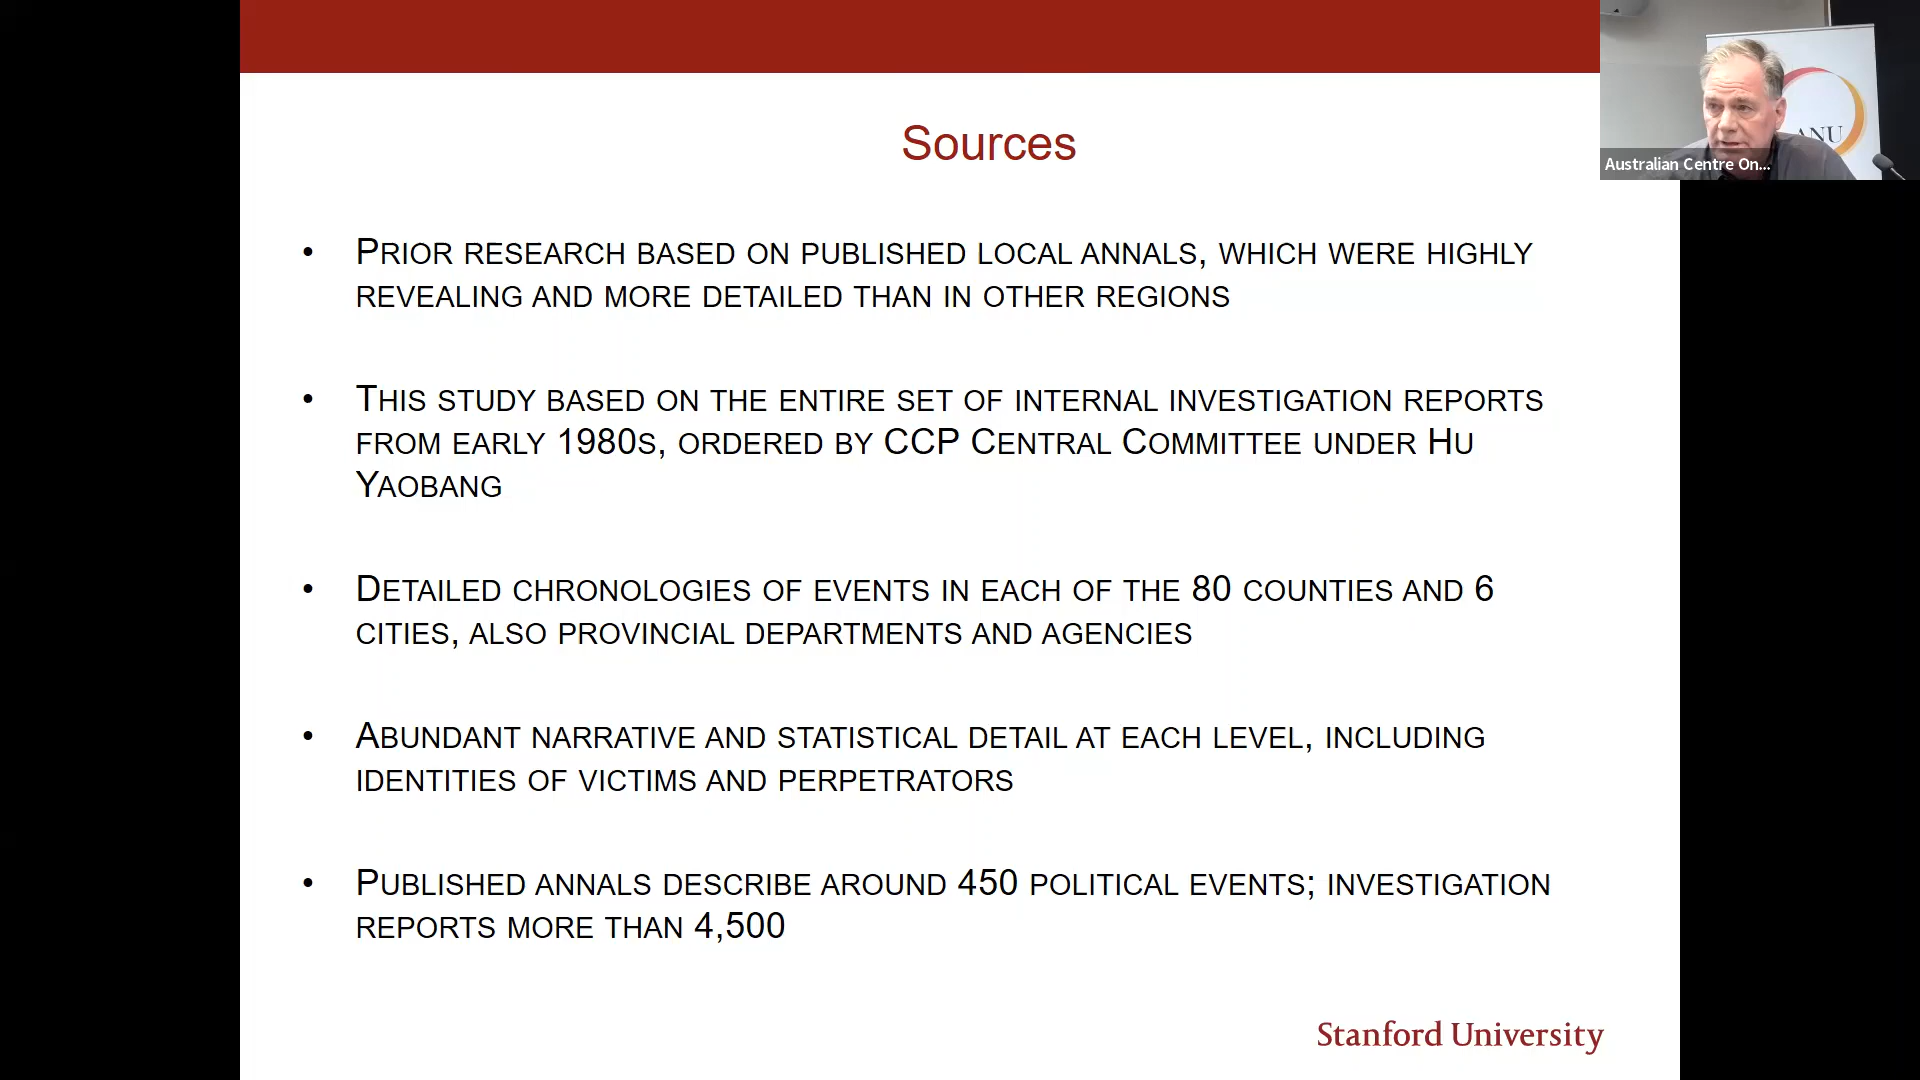 Sources
• Prior research based on published local annals, which were highly
revealing and more detailed than in other regions
• This study based on the entire set of internal investigation reports
from early 1980s, ordered by CCP Central Committee under Hu
Yaobang
• Detailed chronologies of events in each of the 80 counties and 6
cities, also provincial departments and agencies
• Abundant narrative and statistical detail at each level, including
identities of victims and perpetrators
• Published annals describe around 450 political events; investigation
reports more than 4,500
Stanford University
ANU
Australian Centre On...